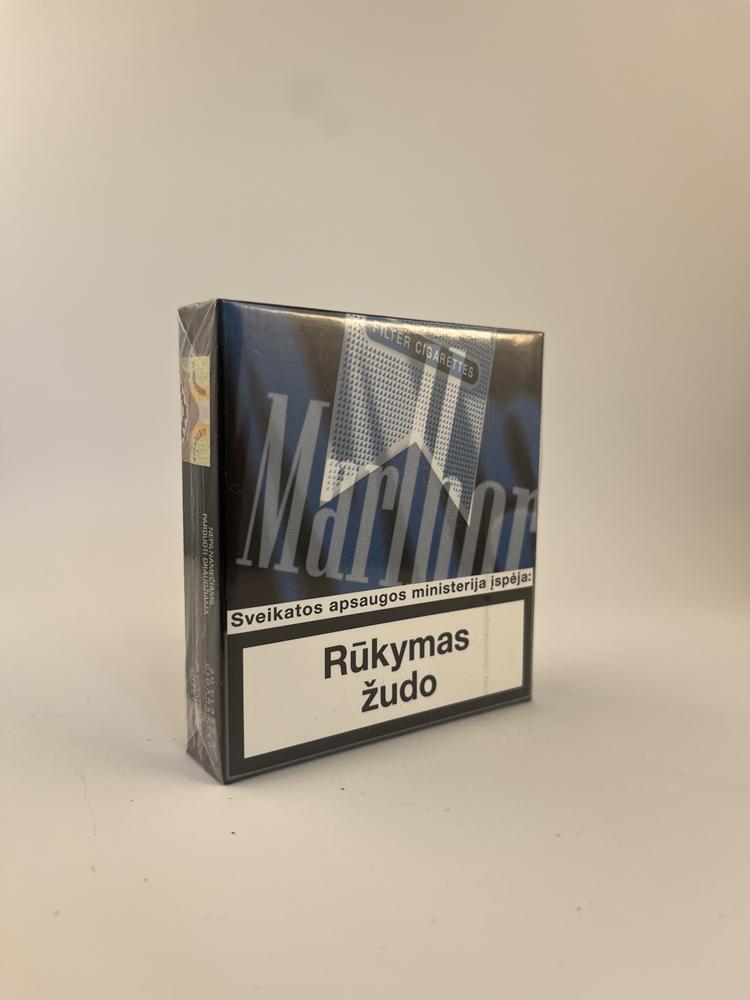 FILTER CIGARETTES
Marlbor
Sveikatos apsaugos ministerija įspėja:
Rūkymas
žudo
NEPILNAMEČIAMS
PARDUOTI DRAUDŽIAMA